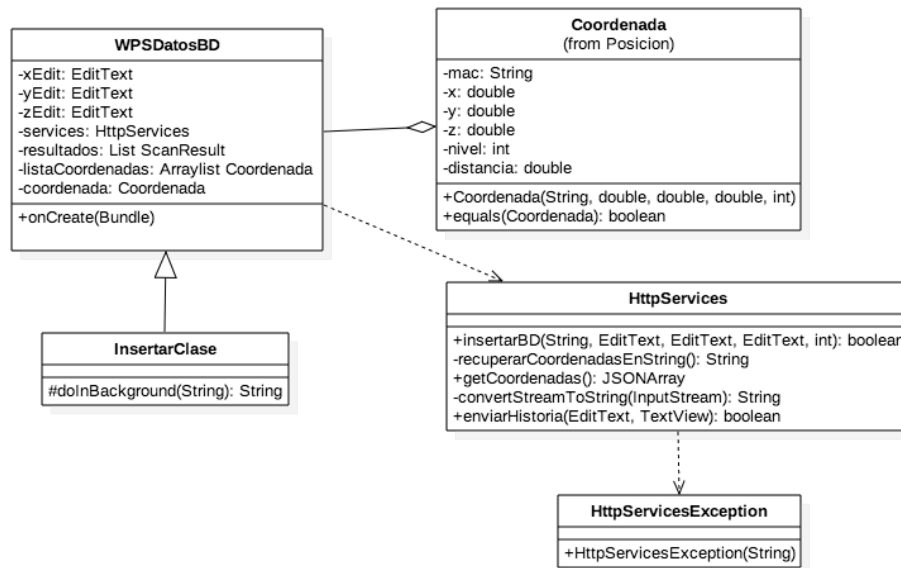 WPSDatosBD
-xEdit: EditText
-yEdit: EditText
-zEdit: EditText
-services: HttpServices
-resultados: List ScanResult
-listaCoordenadas: Arraylist Coordenada
-coordenada: Coordenada
+onCreate(Bundle)
Coordenada
(from Posicion)
-mac: String
-x: double
-y: double
-z: double
-nivel: int
-distancia: double
+Coordenada(String, double, double, double, int)
+equals(Coordenada): boolean
InsertarClase
#doInBackground(String): String
HttpServices
+insertarBD(String, EditText, EditText, EditText, int): boolean
-recuperarCoordenadasEnString(): String
+getCoordenadas(): JSONArray
-convertStreamToString(InputStream): String
+enviarHistoria(EditText, TextView): boolean
HttpServicesException
+HttpServicesException(String)